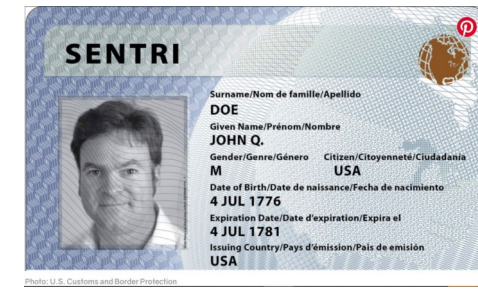 SENTRI
Surname/Nom de famille/Apellido
DOE
Given Name/Prénom/Nombre
JOHN Q.
Gender/Genre/Género Citizen/Citoyenneté/Ciudadania
M USA
Date of Birth/Date de naissance/Fecha de nacimiento
4 JUL 1776
Expiration Date/Date d'expiration/Expira el
4 JUL 1781
Issuing Country/Pays d'émission/Pais de emisión
USA
Photo: U.S. Customs and Border Protection